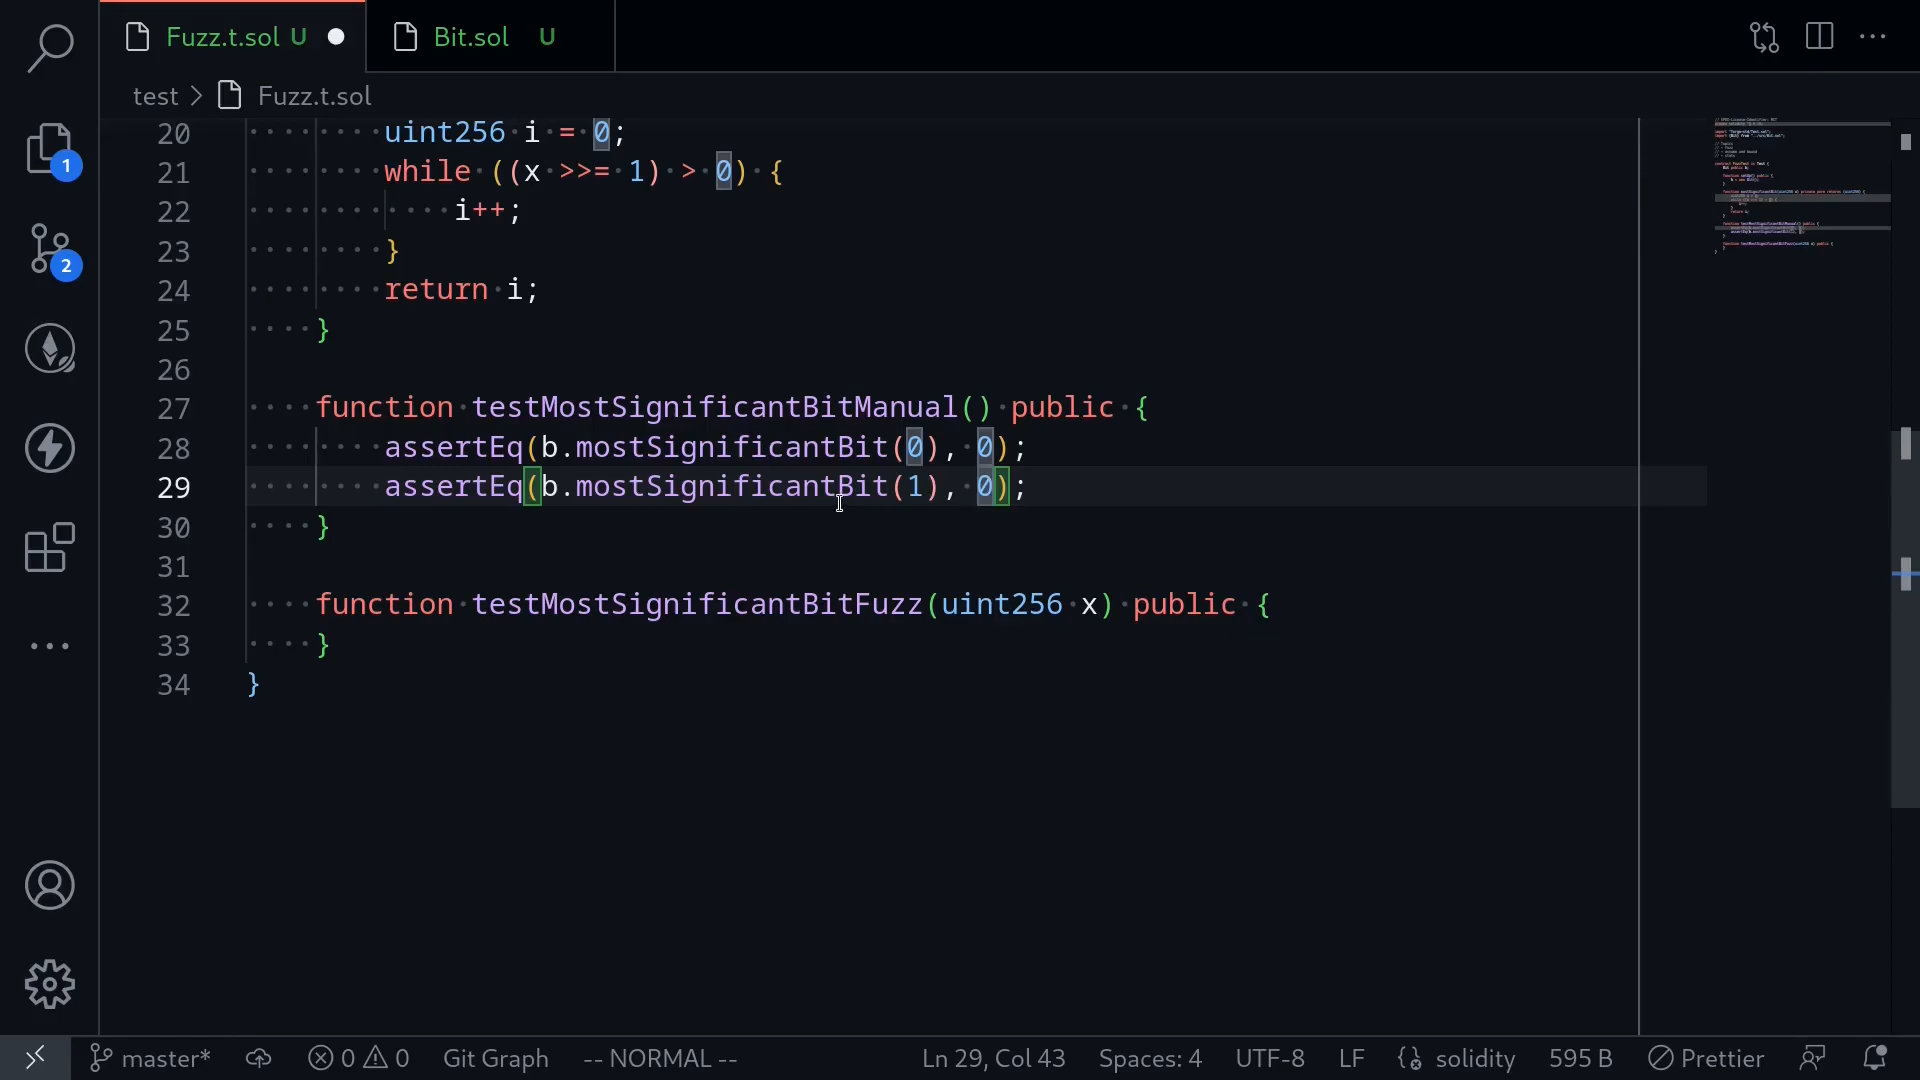 Fuzz.t.sol U
Bit.sol U
test > Fuzz.t.sol
20 uint256 i = 0;
21 while ((x >>= 1) > 0) {
22 i++;
23 }
24 return i;
25 }
26
27 function testMostSignificantBitManual() public {
28 assertEq(b.mostSignificantBit(0), 0);
29 assertEq(b.mostSignificantBit(1), 0);
30 }
31
32 function testMostSignificantBitFuzz(uint256 x) public {
33 }
34 }
1
2
master* 0 0 Git Graph -- NORMAL -- Ln 29, Col 43 Spaces: 4 UTF-8 LF solidity 595 B Prettier